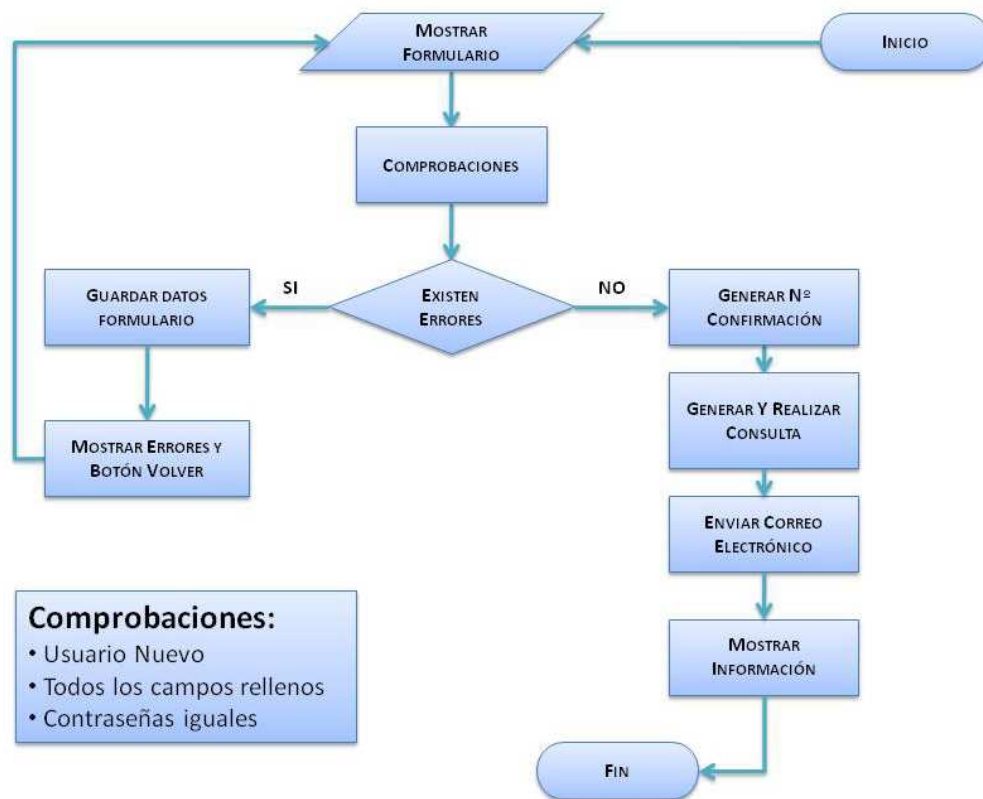 Mostrar
Formulario
Inicio
Comprobaciones
Existen
Errores
SI
NO
Guardar datos
formulario
Generar Nº
Confirmación
Mostrar Errores y
Botón Volver
Generar Y Realizar
Consulta
Enviar Correo
Electrónico
Mostrar
Información
Fin
Comprobaciones:
• Usuario Nuevo
• Todos los campos rellenos
• Contraseñas iguales